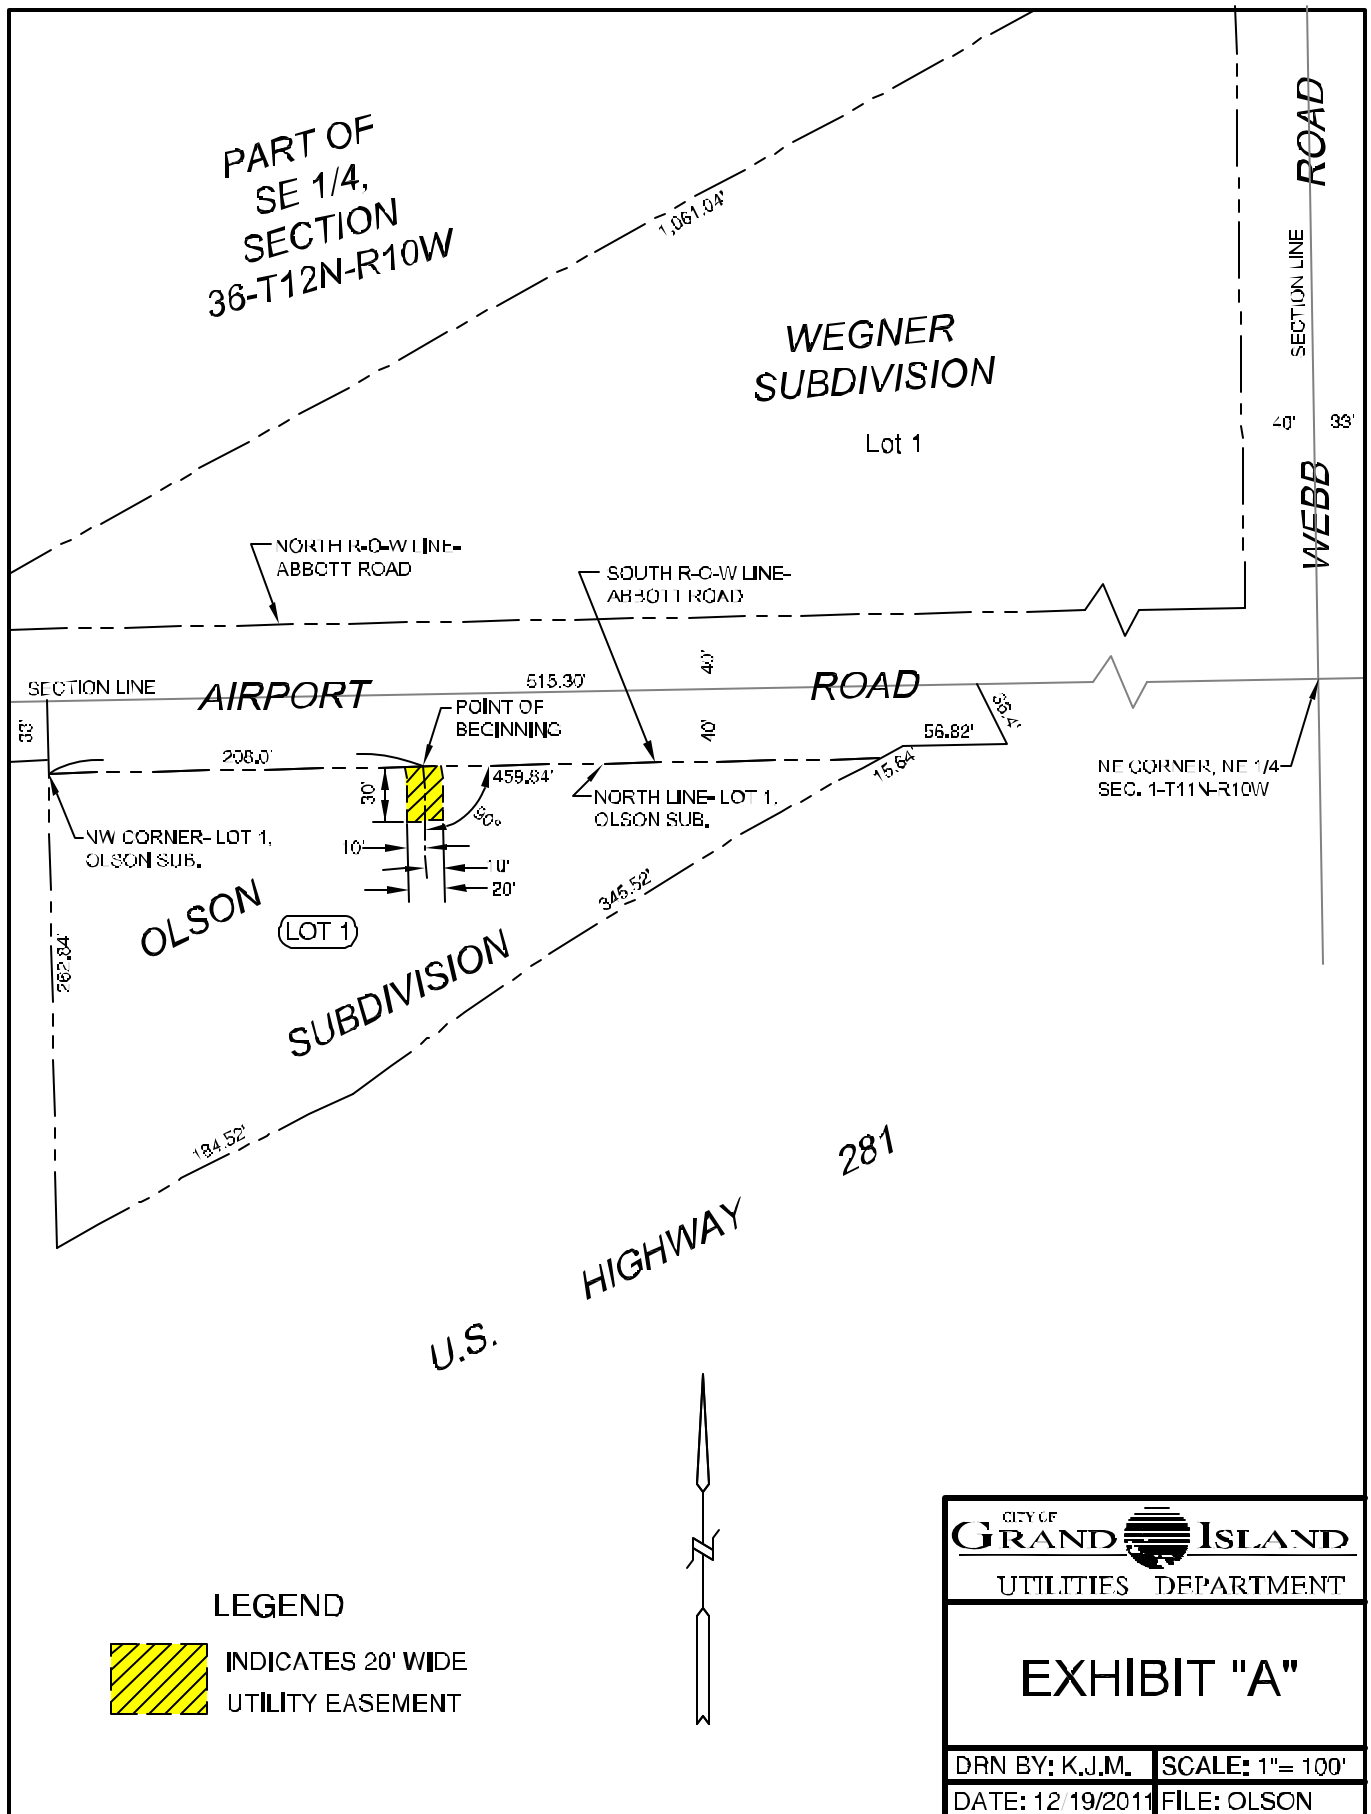 PART OF
SE 1/4,
SECTION
36-T12N-R10W
1,061.04'
ROAD
SECTION LINE
WEGNER
SUBDIVISION
Lot 1
40'
33'
WEBB
NORTH R-O-W LINE-
ABBOTT ROAD
SOUTH R-O-W LINE-
ABBOTT ROAD
SECTION LINE
AIRPORT
515.30'
40'
ROAD
36.4'
33'
POINT OF
BEGINNING
40'
56.82'
208.0'
459.84'
15.64'
NE CORNER, NE 1/4
SEC. 1-T11N-R10W
30'
90°
NORTH LINE- LOT 1,
OLSON SUB.
NW CORNER- LOT 1,
OLSON SUB.
10'
10'
20'
346.52'
OLSON
LOT 1
262.84'
SUBDIVISION
184.52'
281
HIGHWAY
U.S.
LEGEND
INDICATES 20' WIDE
UTILITY EASEMENT
CITY OF
GRAND ISLAND
UTILITIES DEPARTMENT
EXHIBIT "A"
DRN BY: K.J.M.
SCALE: 1"= 100'
DATE: 12/19/2011
FILE: OLSON